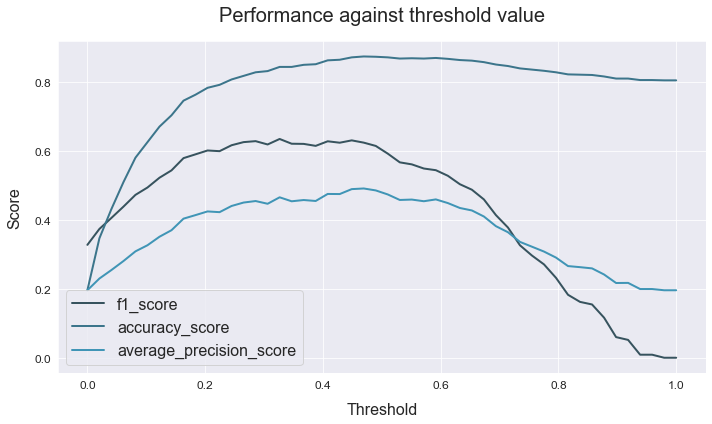 Performance against threshold value
Score
0.8
0.6
0.4
0.2
0.0
f1_score
accuracy_score
average_precision_score
0.0 0.2 0.4 0.6 0.8 1.0
Threshold